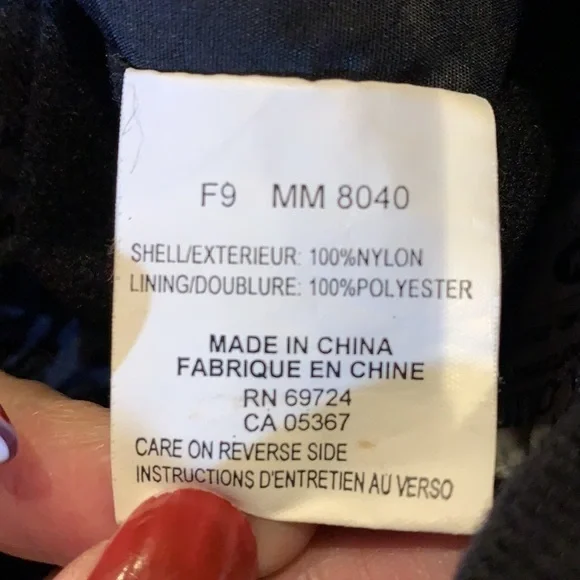 F9 MM 8040
SHELL/EXTERIEUR: 100%NYLON
LINING/DOUBLURE: 100%POLYESTER
MADE IN CHINA
FABRIQUE EN CHINE
RN 69724
CA 05367
CARE ON REVERSE SIDE
INSTRUCTIONS D'ENTRETIEN AU VERSO